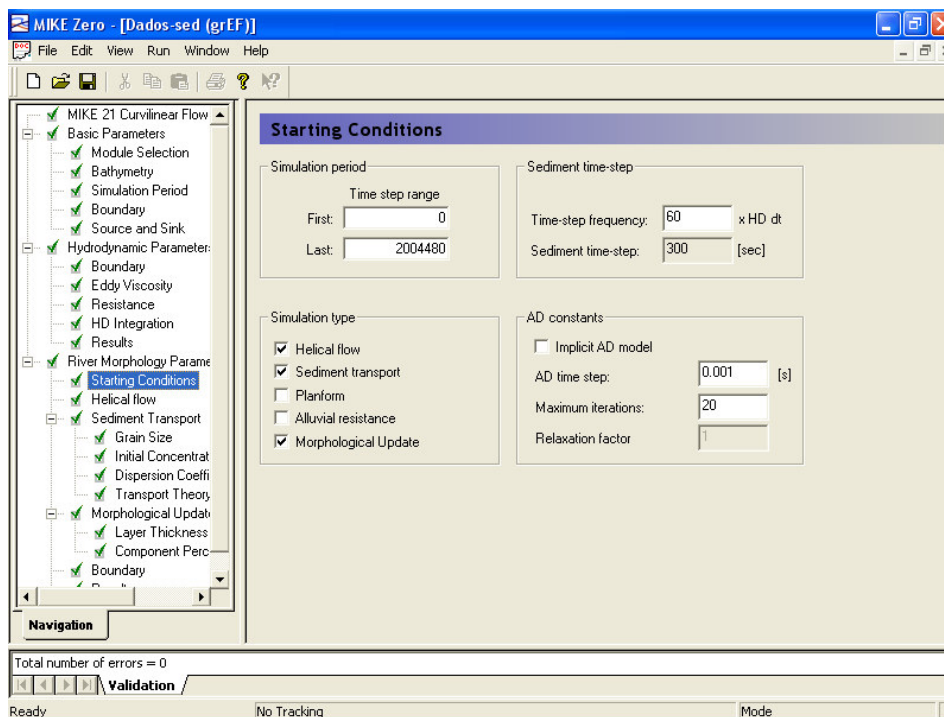 MIKE Zero - [Dados-sed (grEF)]
File Edit View Run Window Help
MIKE 21 Curvilinear Flow
Basic Parameters
Module Selection
Bathymetry
Simulation Period
Boundary
Source and Sink
Hydrodynamic Parameter
Boundary
Eddy Viscosity
Resistance
HD Integration
Results
River Morphology Parame
Starting Conditions
Helical flow
Sediment Transport
Grain Size
Initial Concentrat
Dispersion Coeffi
Transport Theory
Morphological Updat
Layer Thickness
Component Perc
Boundary
Navigation
Starting Conditions
Simulation period
Time step range
First: 0
Last: 2004480
Sediment time-step
Time-step frequency: 60 x HD dt
Sediment time-step: 300 [sec]
Simulation type
Helical flow
Sediment transport
Planform
Alluvial resistance
Morphological Update
AD constants
Implicit AD model
AD time step: 0.001 [s]
Maximum iterations: 20
Relaxation factor 1
Total number of errors = 0
Validation
Ready No Tracking Mode